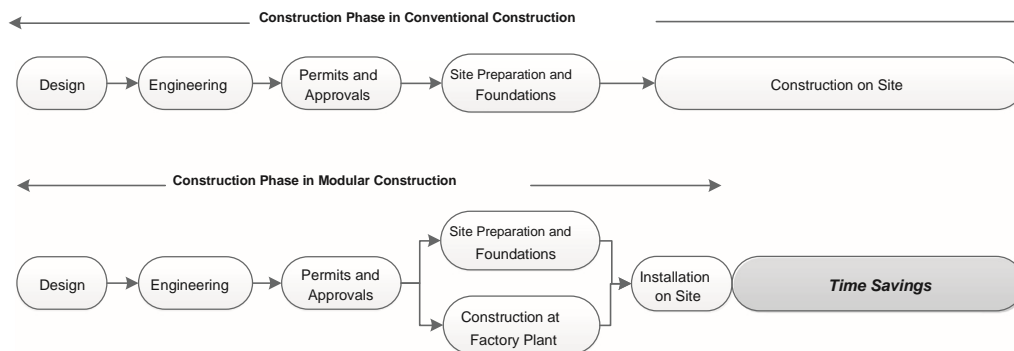 Construction Phase in Conventional Construction
Design
Engineering
Permits and
Approvals
Site Preparation and
Foundations
Construction on Site
Construction Phase in Modular Construction
Design
Engineering
Permits and
Approvals
Site Preparation and
Foundations
Construction at
Factory Plant
Installation
on Site
Time Savings